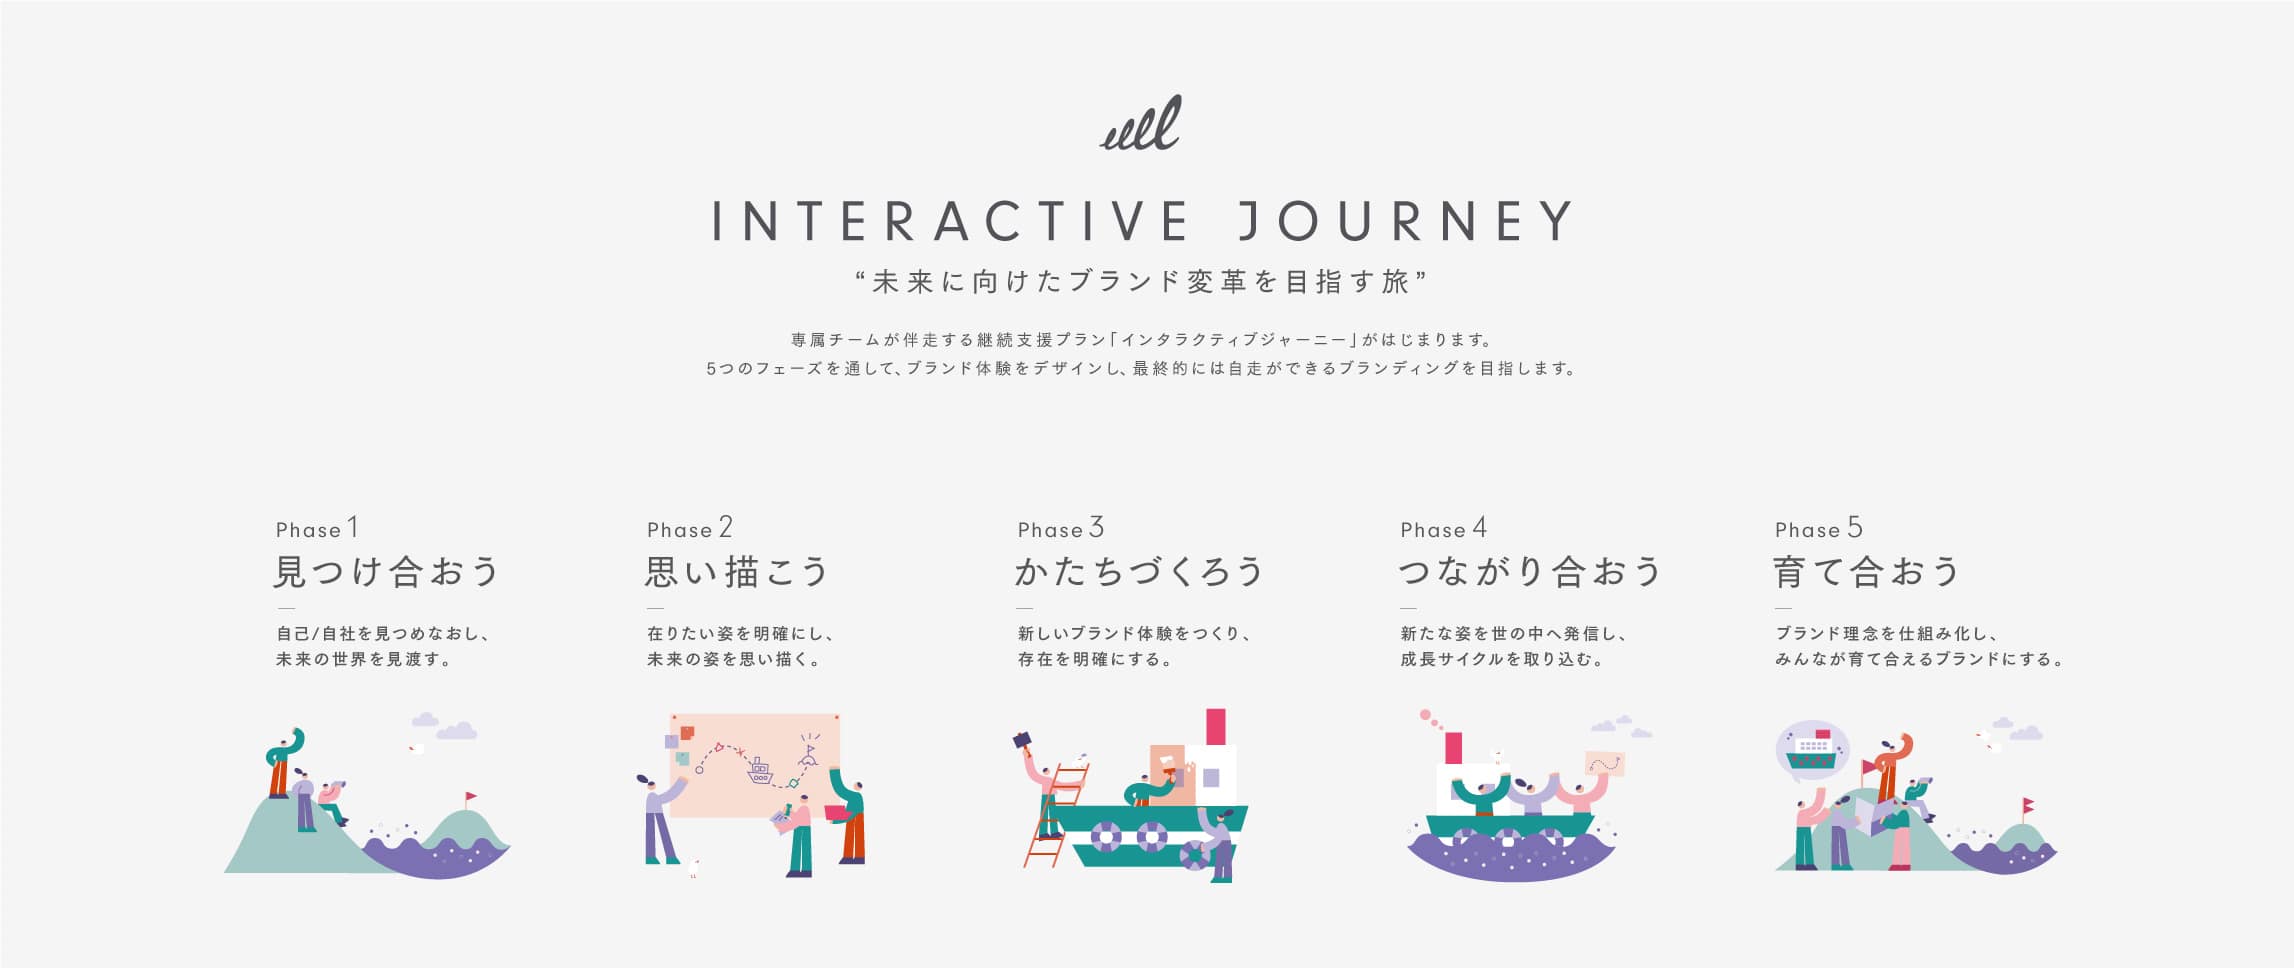 INTERACTIVE JOURNEY
“未来に向けたブランド変革を目指す旅”
専属チームが伴走する継続支援プラン「インタラクティブジャーニー」がはじまります。
5つのフェーズを通して、ブランド体験をデザインし、最終的には自走ができるブランディングを目指します。
Phase 1
見つけ合おう
自己/自社を見つめなおし、
未来の世界を見渡す。
Phase 2
思い描こう
在りたい姿を明確にし、
未来の姿を思い描く。
Phase 3
かたちづくろう
新しいブランド体験をつくり、
存在を明確にする。
Phase 4
つながり合おう
新たな姿を世の中へ発信し、
成長サイクルを取り込む。
Phase 5
育て合おう
ブランド理念を仕組み化し、
みんなが育て合えるブランドにする。